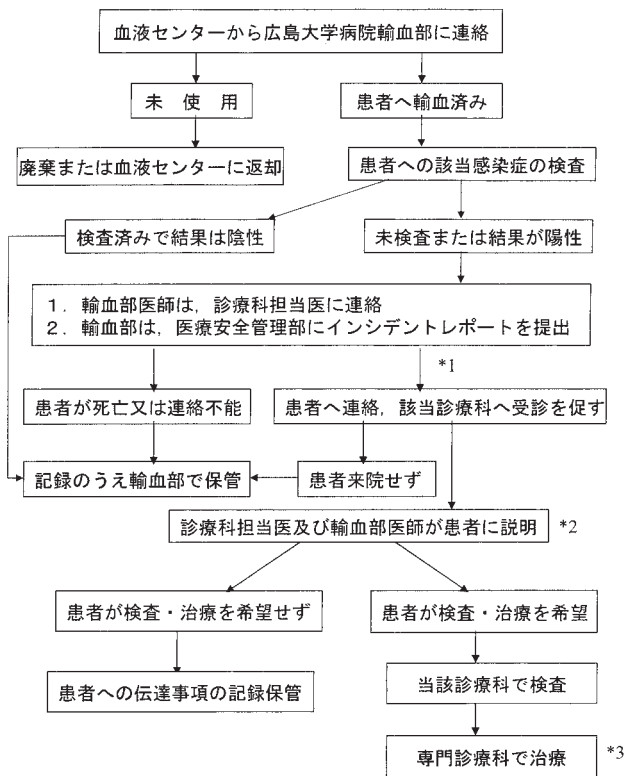 血液センターから広島大学病院輸血部に連絡
未 使 用
患者へ輸血済み
廃棄または血液センターに返却
患者への該当感染症の検査
検査済みで結果は陰性
未検査または結果が陽性
1. 輸血部医師は，診療科担当医に連絡
2. 輸血部は，医療安全管理部にインシデントレポートを提出
*1
患者が死亡又は連絡不能
患者へ連絡，該当診療科へ受診を促す
記録のうえ輸血部で保管
患者来院せず
診療科担当医及び輸血部医師が患者に説明 *2
患者が検査・治療を希望せず
患者が検査・治療を希望
患者への伝達事項の記録保管
当該診療科で検査
専門診療科で治療 *3